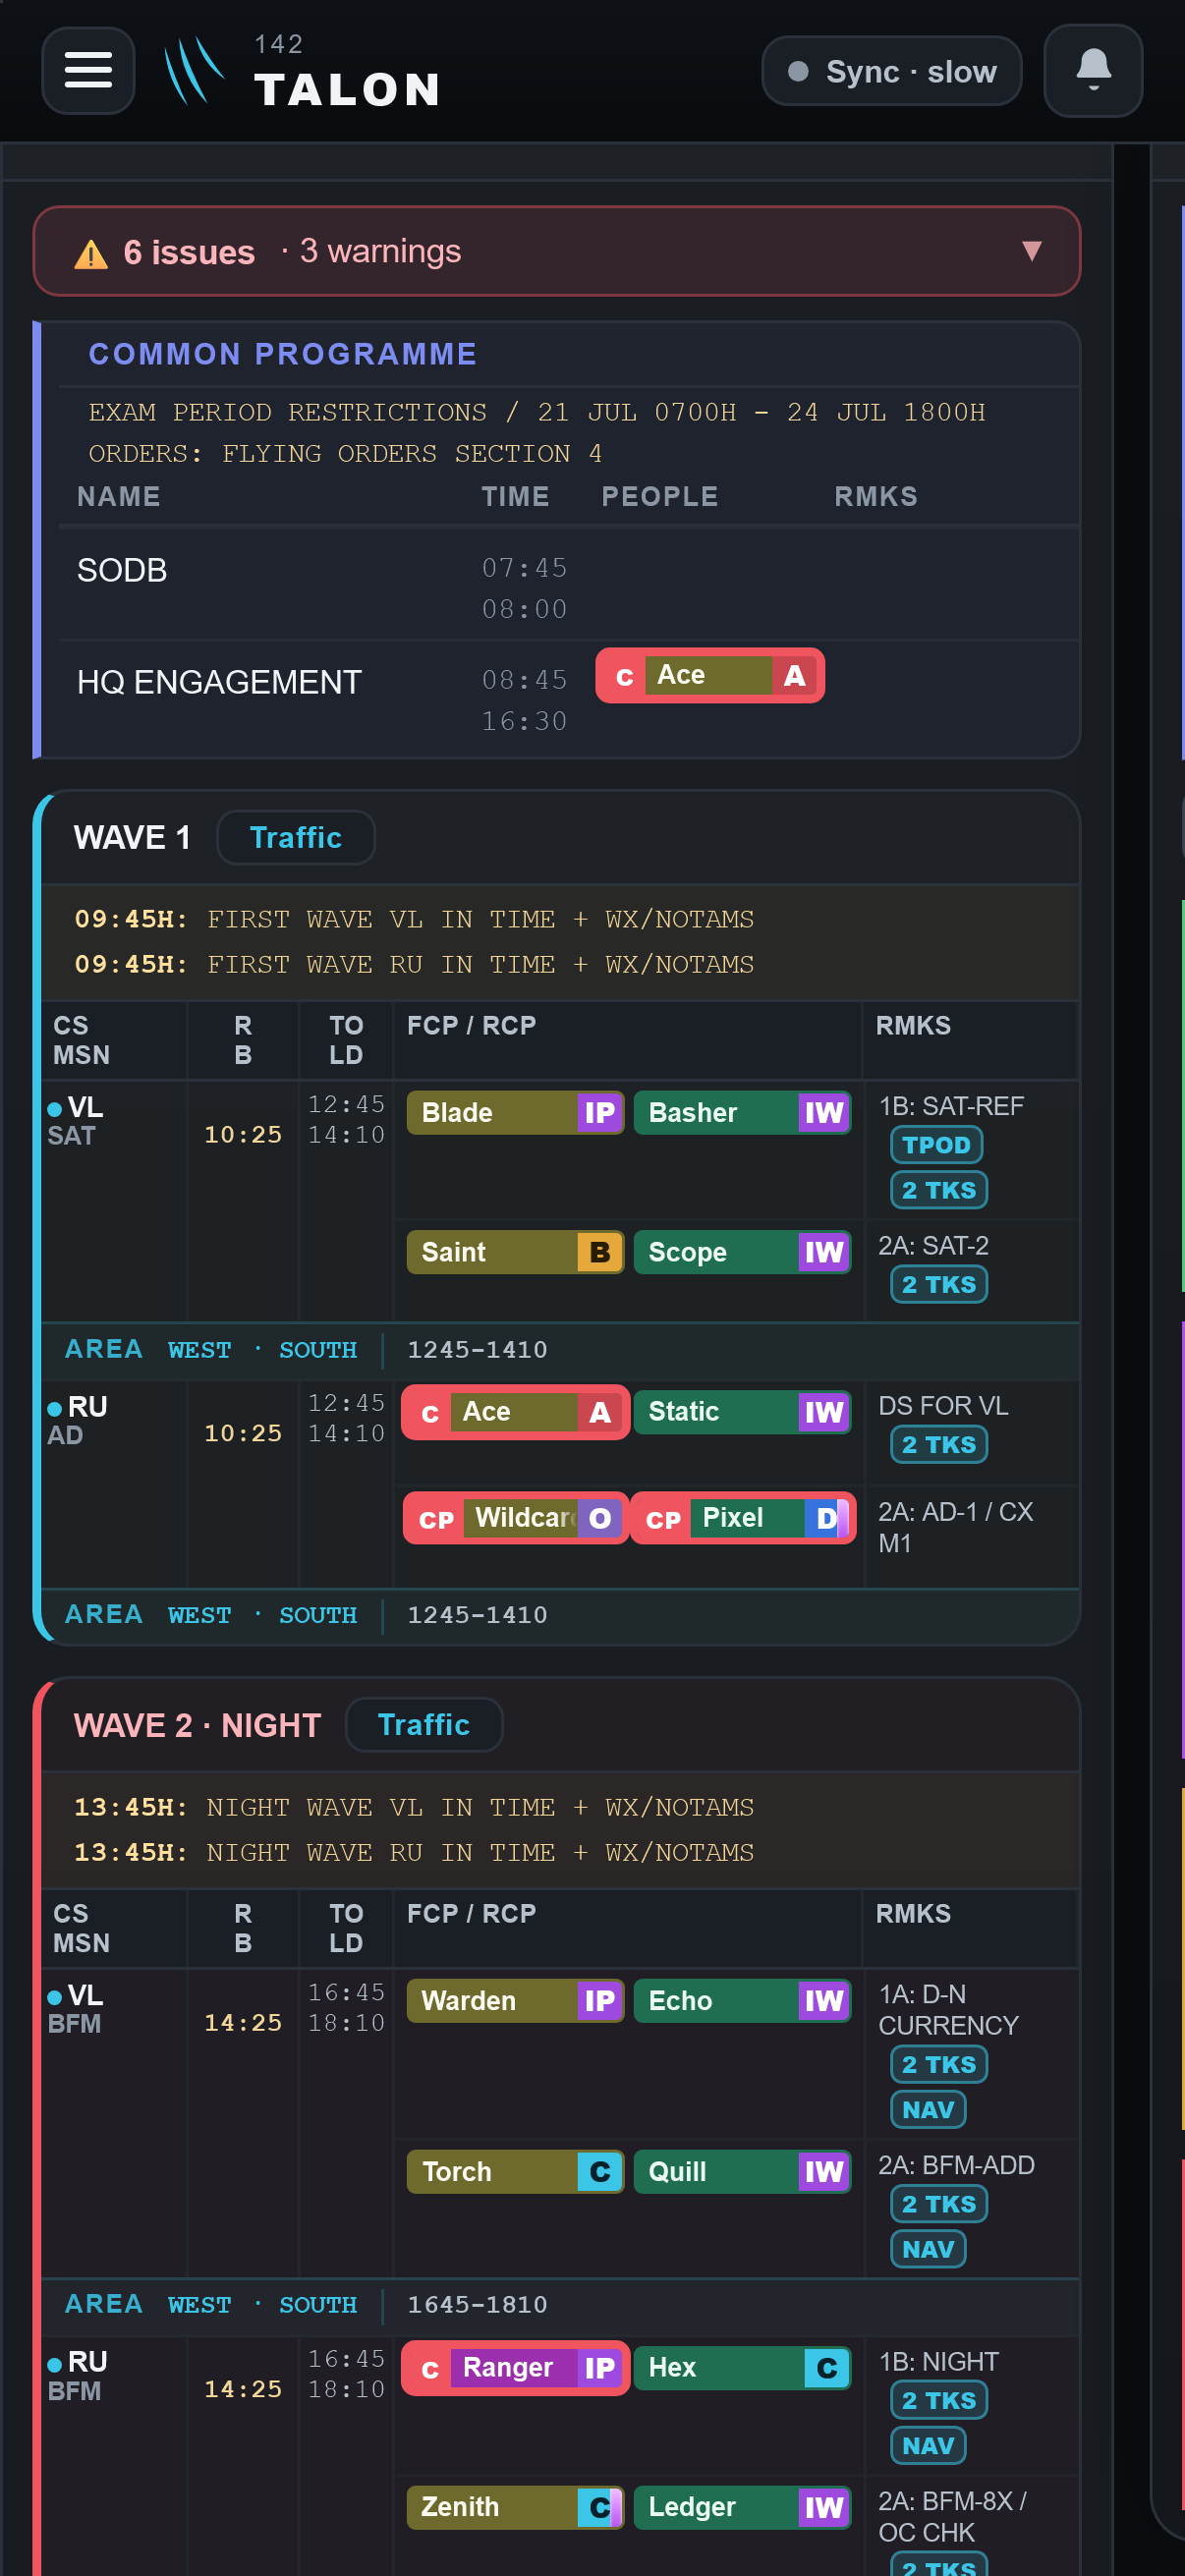 142
TALON
Sync · slow
6 issues · 3 warnings
COMMON PROGRAMME
EXAM PERIOD RESTRICTIONS / 21 JUL 0700H - 24 JUL 1800H
ORDERS: FLYING ORDERS SECTION 4
NAME TIME PEOPLE RMKS
SODB 07:45
08:00
HQ ENGAGEMENT 08:45 C Ace A
16:30
WAVE 1 Traffic
09:45H: FIRST WAVE VL IN TIME + WX/NOTAMS
09:45H: FIRST WAVE RU IN TIME + WX/NOTAMS
CS R TO FCP / RCP RMKS
MSN B LD
VL 12:45 Blade IP Basher IW 1B: SAT-REF
SAT 10:25 14:10 TPOD
2 TKS
Saint B Scope IW 2A: SAT-2
2 TKS
AREA WEST · SOUTH 1245-1410
RU 12:45 C Ace A Static IW DS FOR VL
AD 10:25 14:10 2 TKS
CP Wildcar O CP Pixel D 2A: AD-1 / CX
M1
AREA WEST · SOUTH 1245-1410
WAVE 2 · NIGHT Traffic
13:45H: NIGHT WAVE VL IN TIME + WX/NOTAMS
13:45H: NIGHT WAVE RU IN TIME + WX/NOTAMS
CS R TO FCP / RCP RMKS
MSN B LD
VL 16:45 Warden IP Echo IW 1A: D-N
BFM 14:25 18:10 CURRENCY
2 TKS
NAV
Torch C Quill IW 2A: BFM-ADD
2 TKS
NAV
AREA WEST · SOUTH 1645-1810
RU 16:45 C Ranger IP Hex C 1B: NIGHT
BFM 14:25 18:10 2 TKS
NAV
Zenith C Ledger IW 2A: BFM-8X /
OC CHK
2 TKS